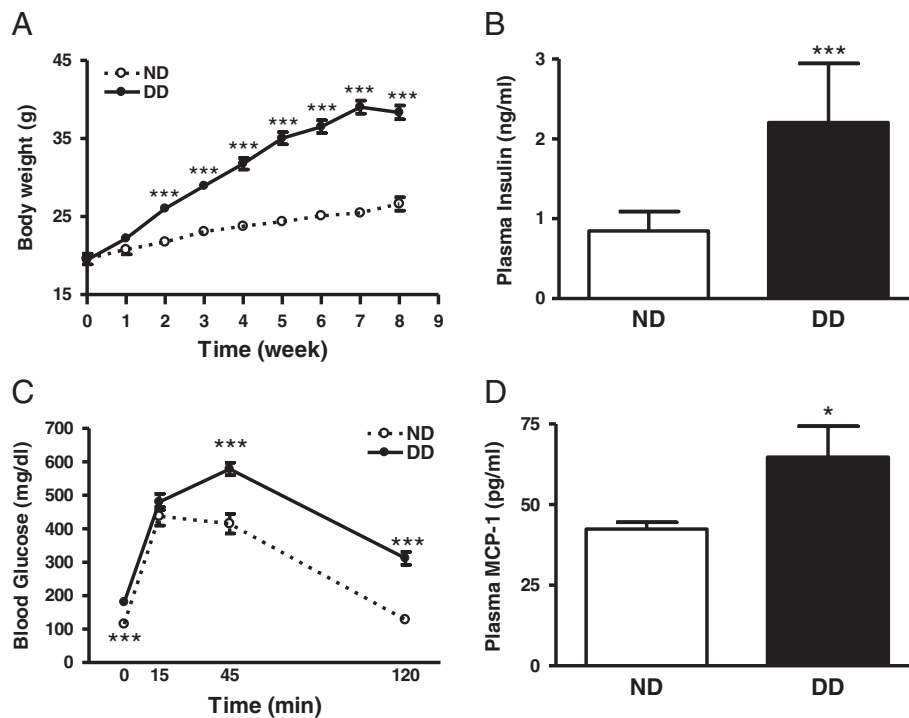 A
45
ND
DD
***
***
***
***
***
***
***
35
25
15
Body weight (g)
0 1 2 3 4 5 6 7 8 9
Time (week)
B
3
***
2
1
0
Plasma Insulin (ng/ml)
ND DD
C
700
ND
DD
***
600
500
400
***
300
200
100
***
0
Blood Glucose (mg/dl)
0 15 45 120
Time (min)
D
75
*
50
25
0
Plasma MCP-1 (pg/ml)
ND DD